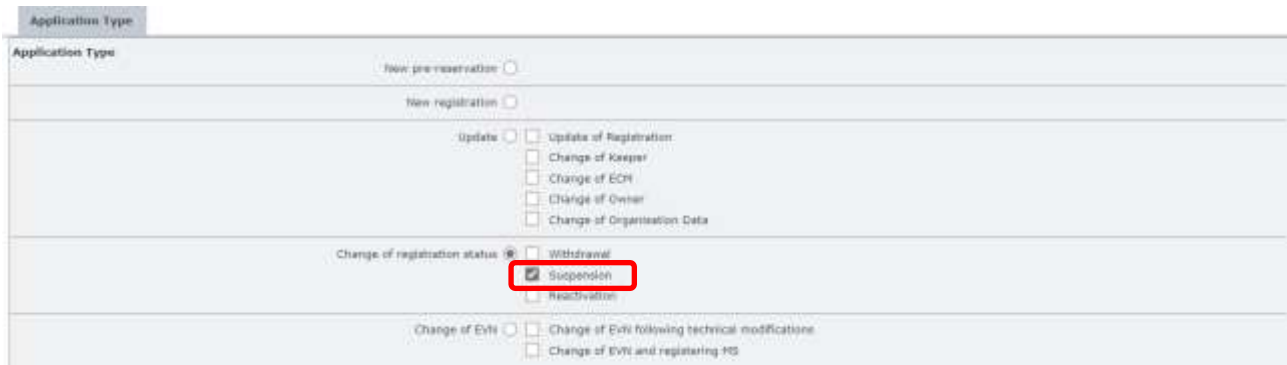 Application Type
Application Type
New pre-reservation
New registration
Update
Update of Registration
Change of Keeper
Change of ECM
Change of Owner
Change of Organisation Data
Change of registration status
Withdrawal
Suspension
Reactivation
Change of EVN
Change of EVN following technical modifications
Change of EVN and registering MS